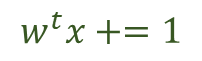 wᵗx += 1